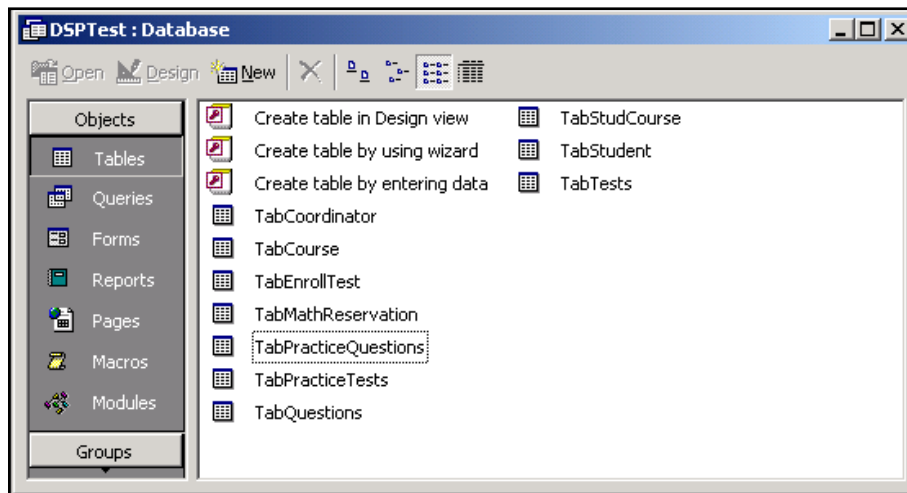 DSPTest : Database
Open Design New
Objects
Tables
Queries
Forms
Reports
Pages
Macros
Modules
Groups
Create table in Design view
Create table by using wizard
Create table by entering data
TabCoordinator
TabCourse
TabEnrollTest
TabMathReservation
TabPracticeQuestions
TabPracticeTests
TabQuestions
TabStudCourse
TabStudent
TabTests